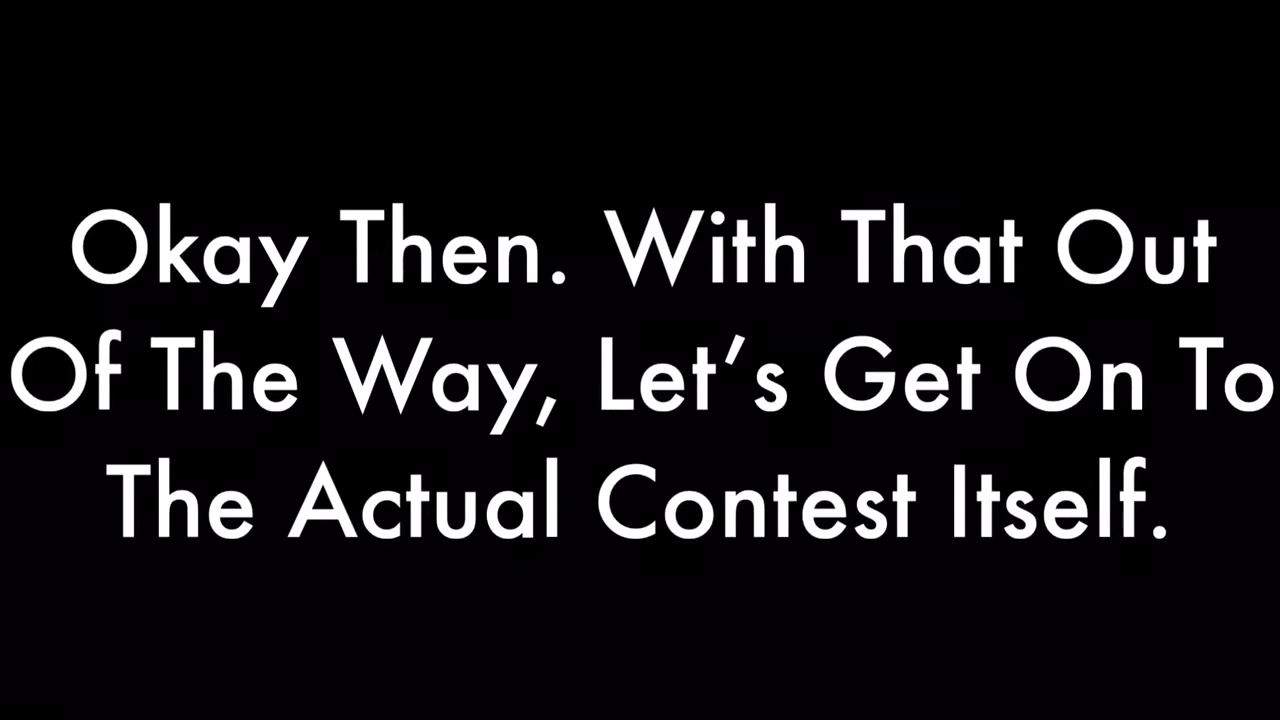 Okay Then. With That Out
Of The Way, Let’s Get On To
The Actual Contest Itself.